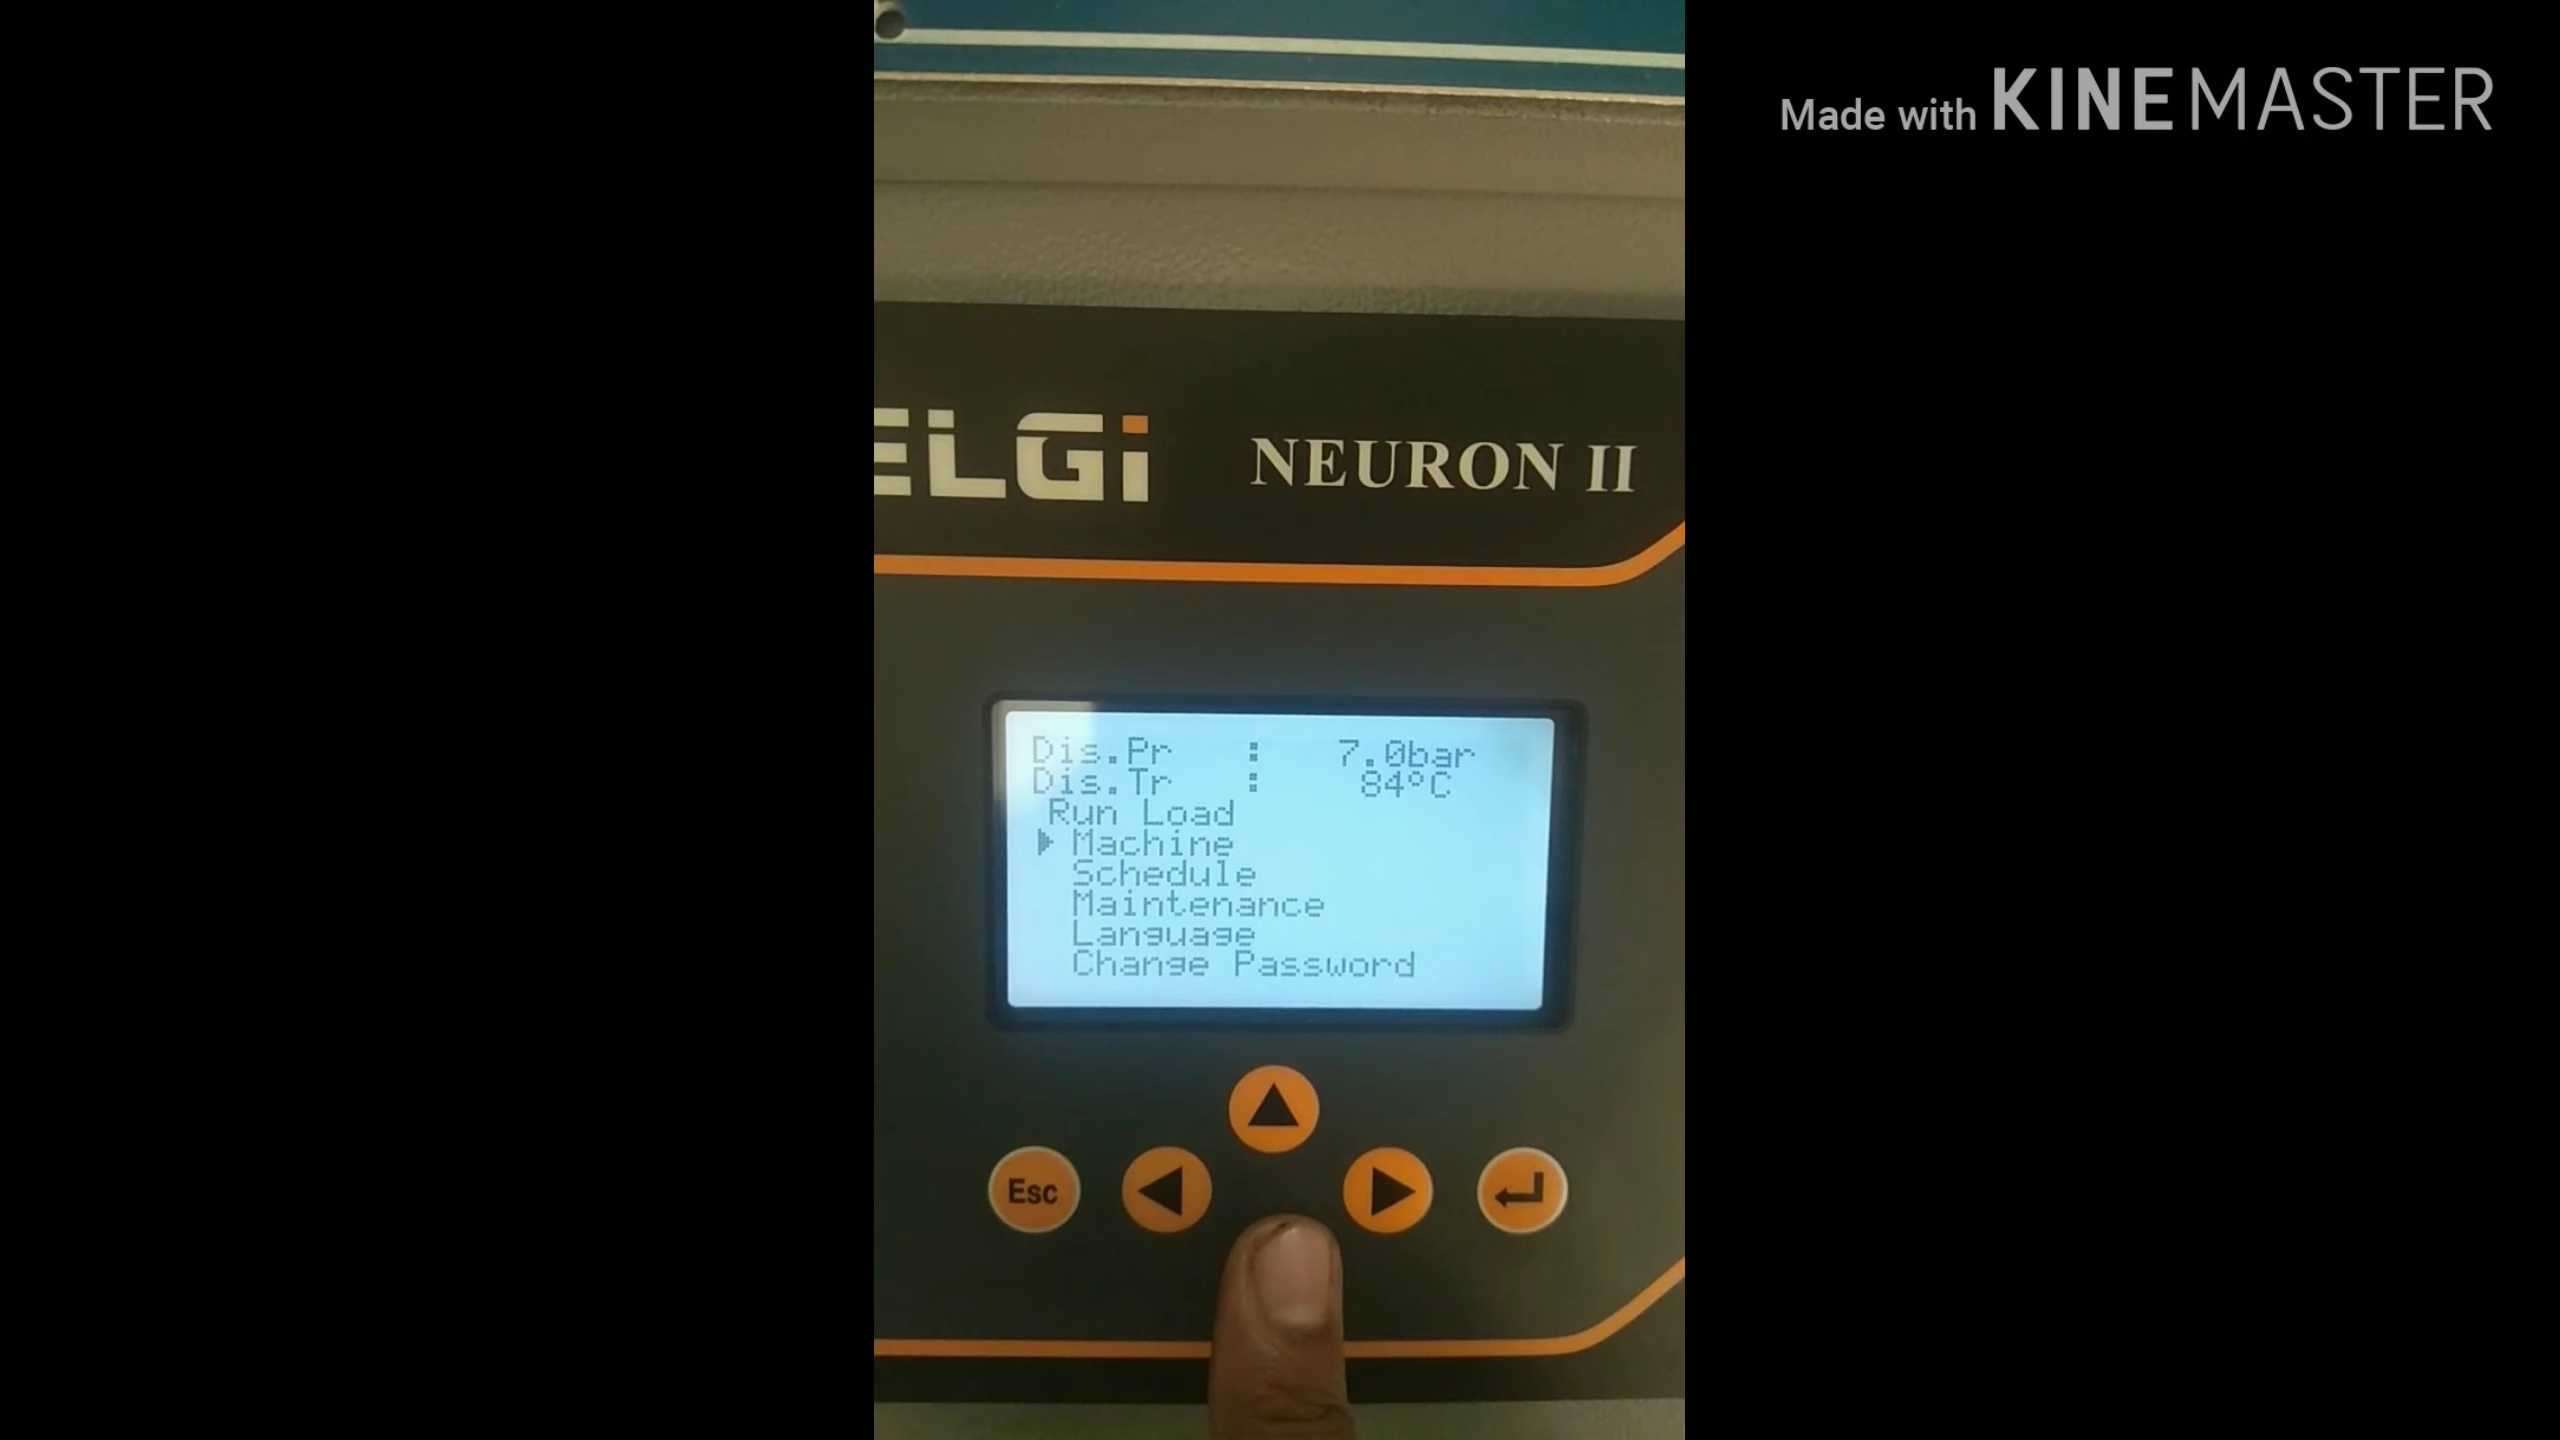 Made with KINEMASTER
ELGi NEURON II
Dis.Pr : 7.0bar
Dis.Tr : 84°C
Run Load
Machine
Schedule
Maintenance
Language
Change Password
Esc